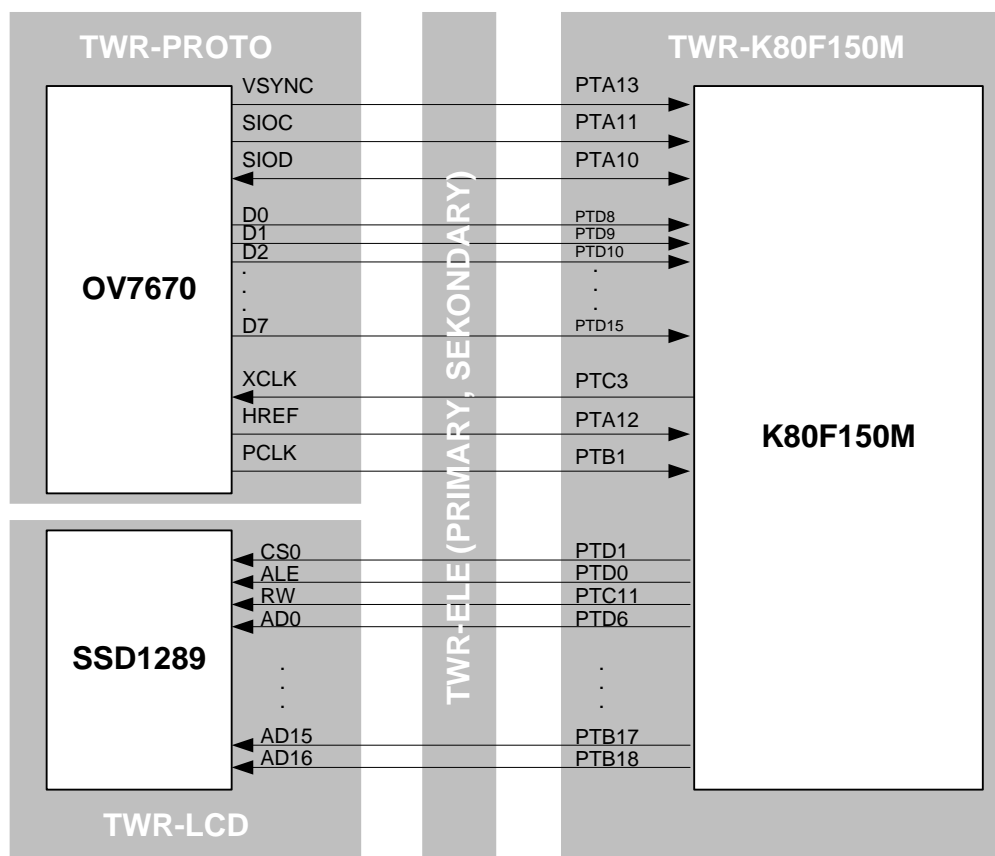 TWR-PROTO
TWR-K80F150M
VSYNC PTA13
SIOC PTA11
SIOD PTA10
D0 PTD8
D1 PTD9
D2 PTD10
. .
. .
. .
D7 PTD15
OV7670
XCLK PTC3
HREF PTA12
PCLK PTB1
K80F150M
TWR-ELE (PRIMARY, SEKONDARY)
CS0 PTD1
ALE PTD0
RW PTC11
AD0 PTD6
SSD1289
. .
. .
. .
AD15 PTB17
AD16 PTB18
TWR-LCD